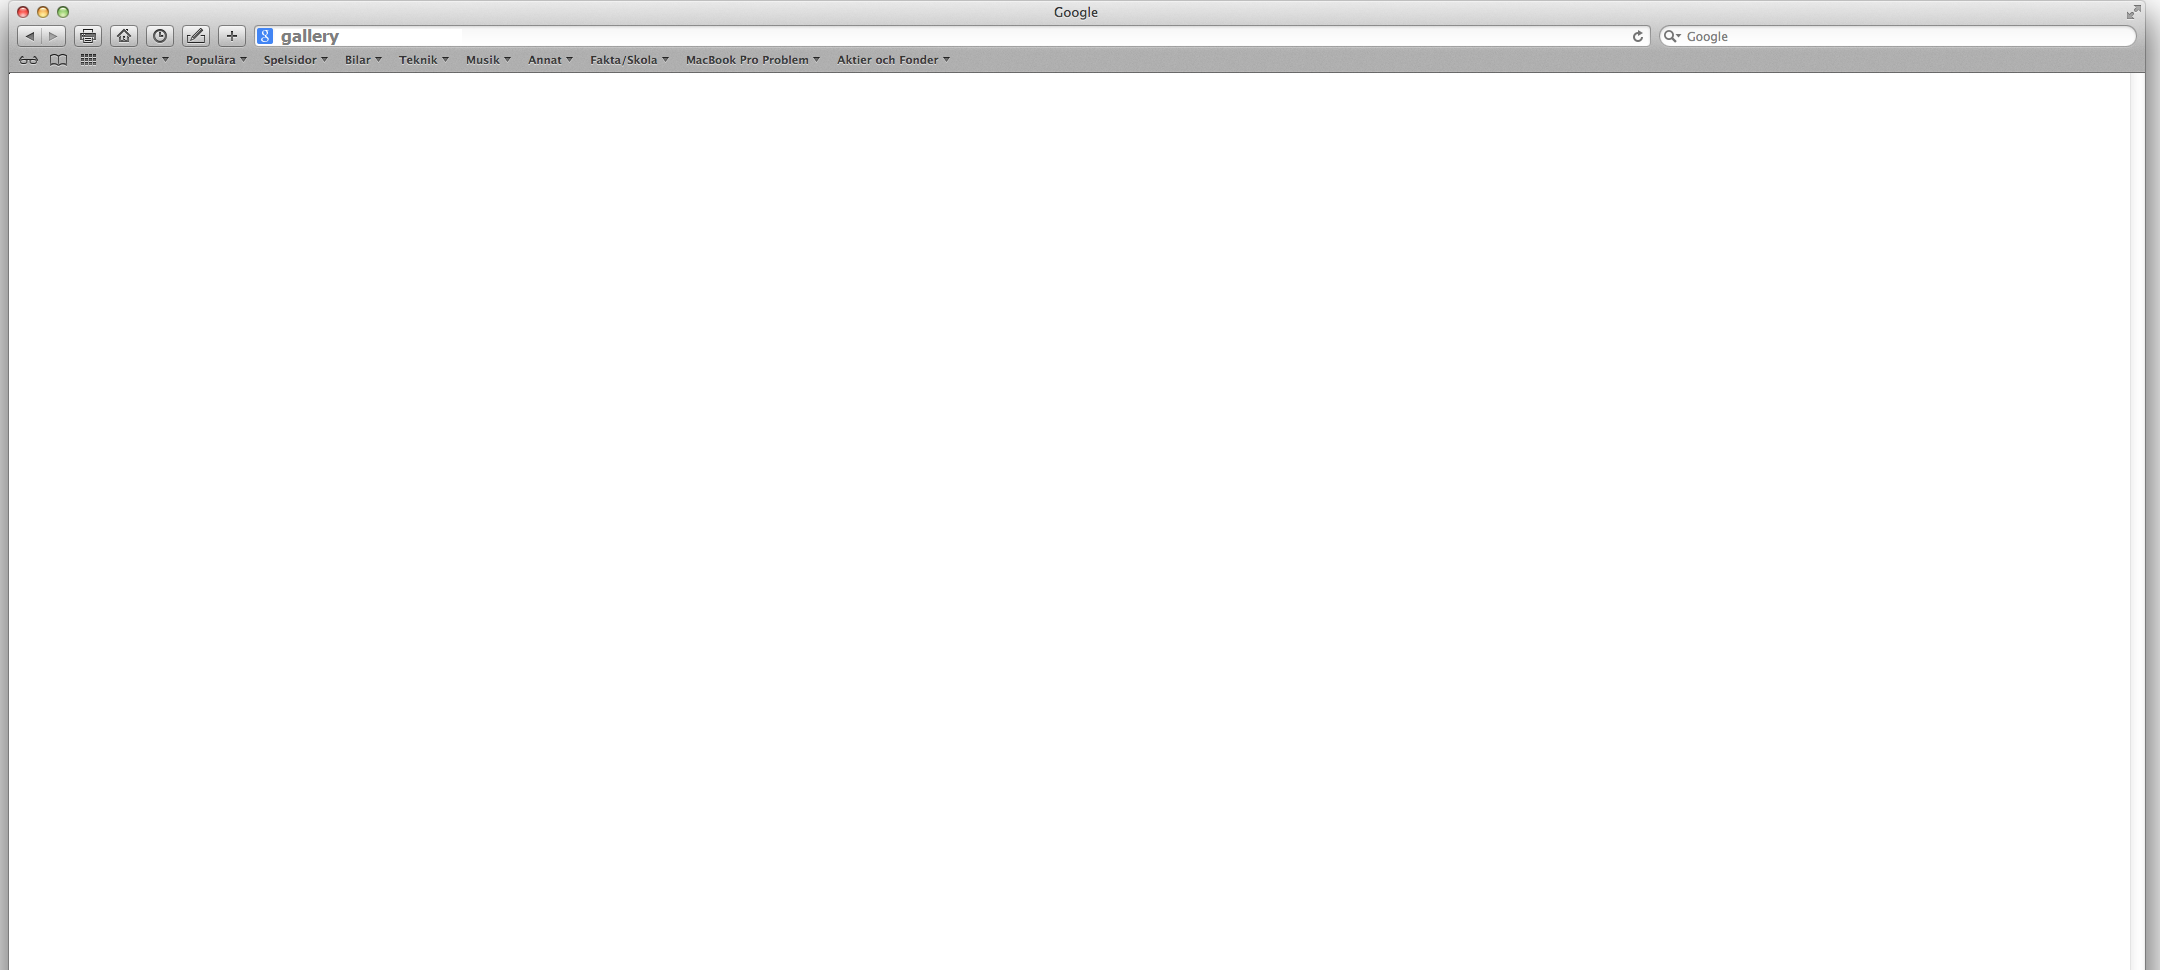 Google
gallery
Google
Nyheter Populära Spelsidor Bilar Teknik Musik Annat Fakta/Skola MacBook Pro Problem Aktier och Fonder